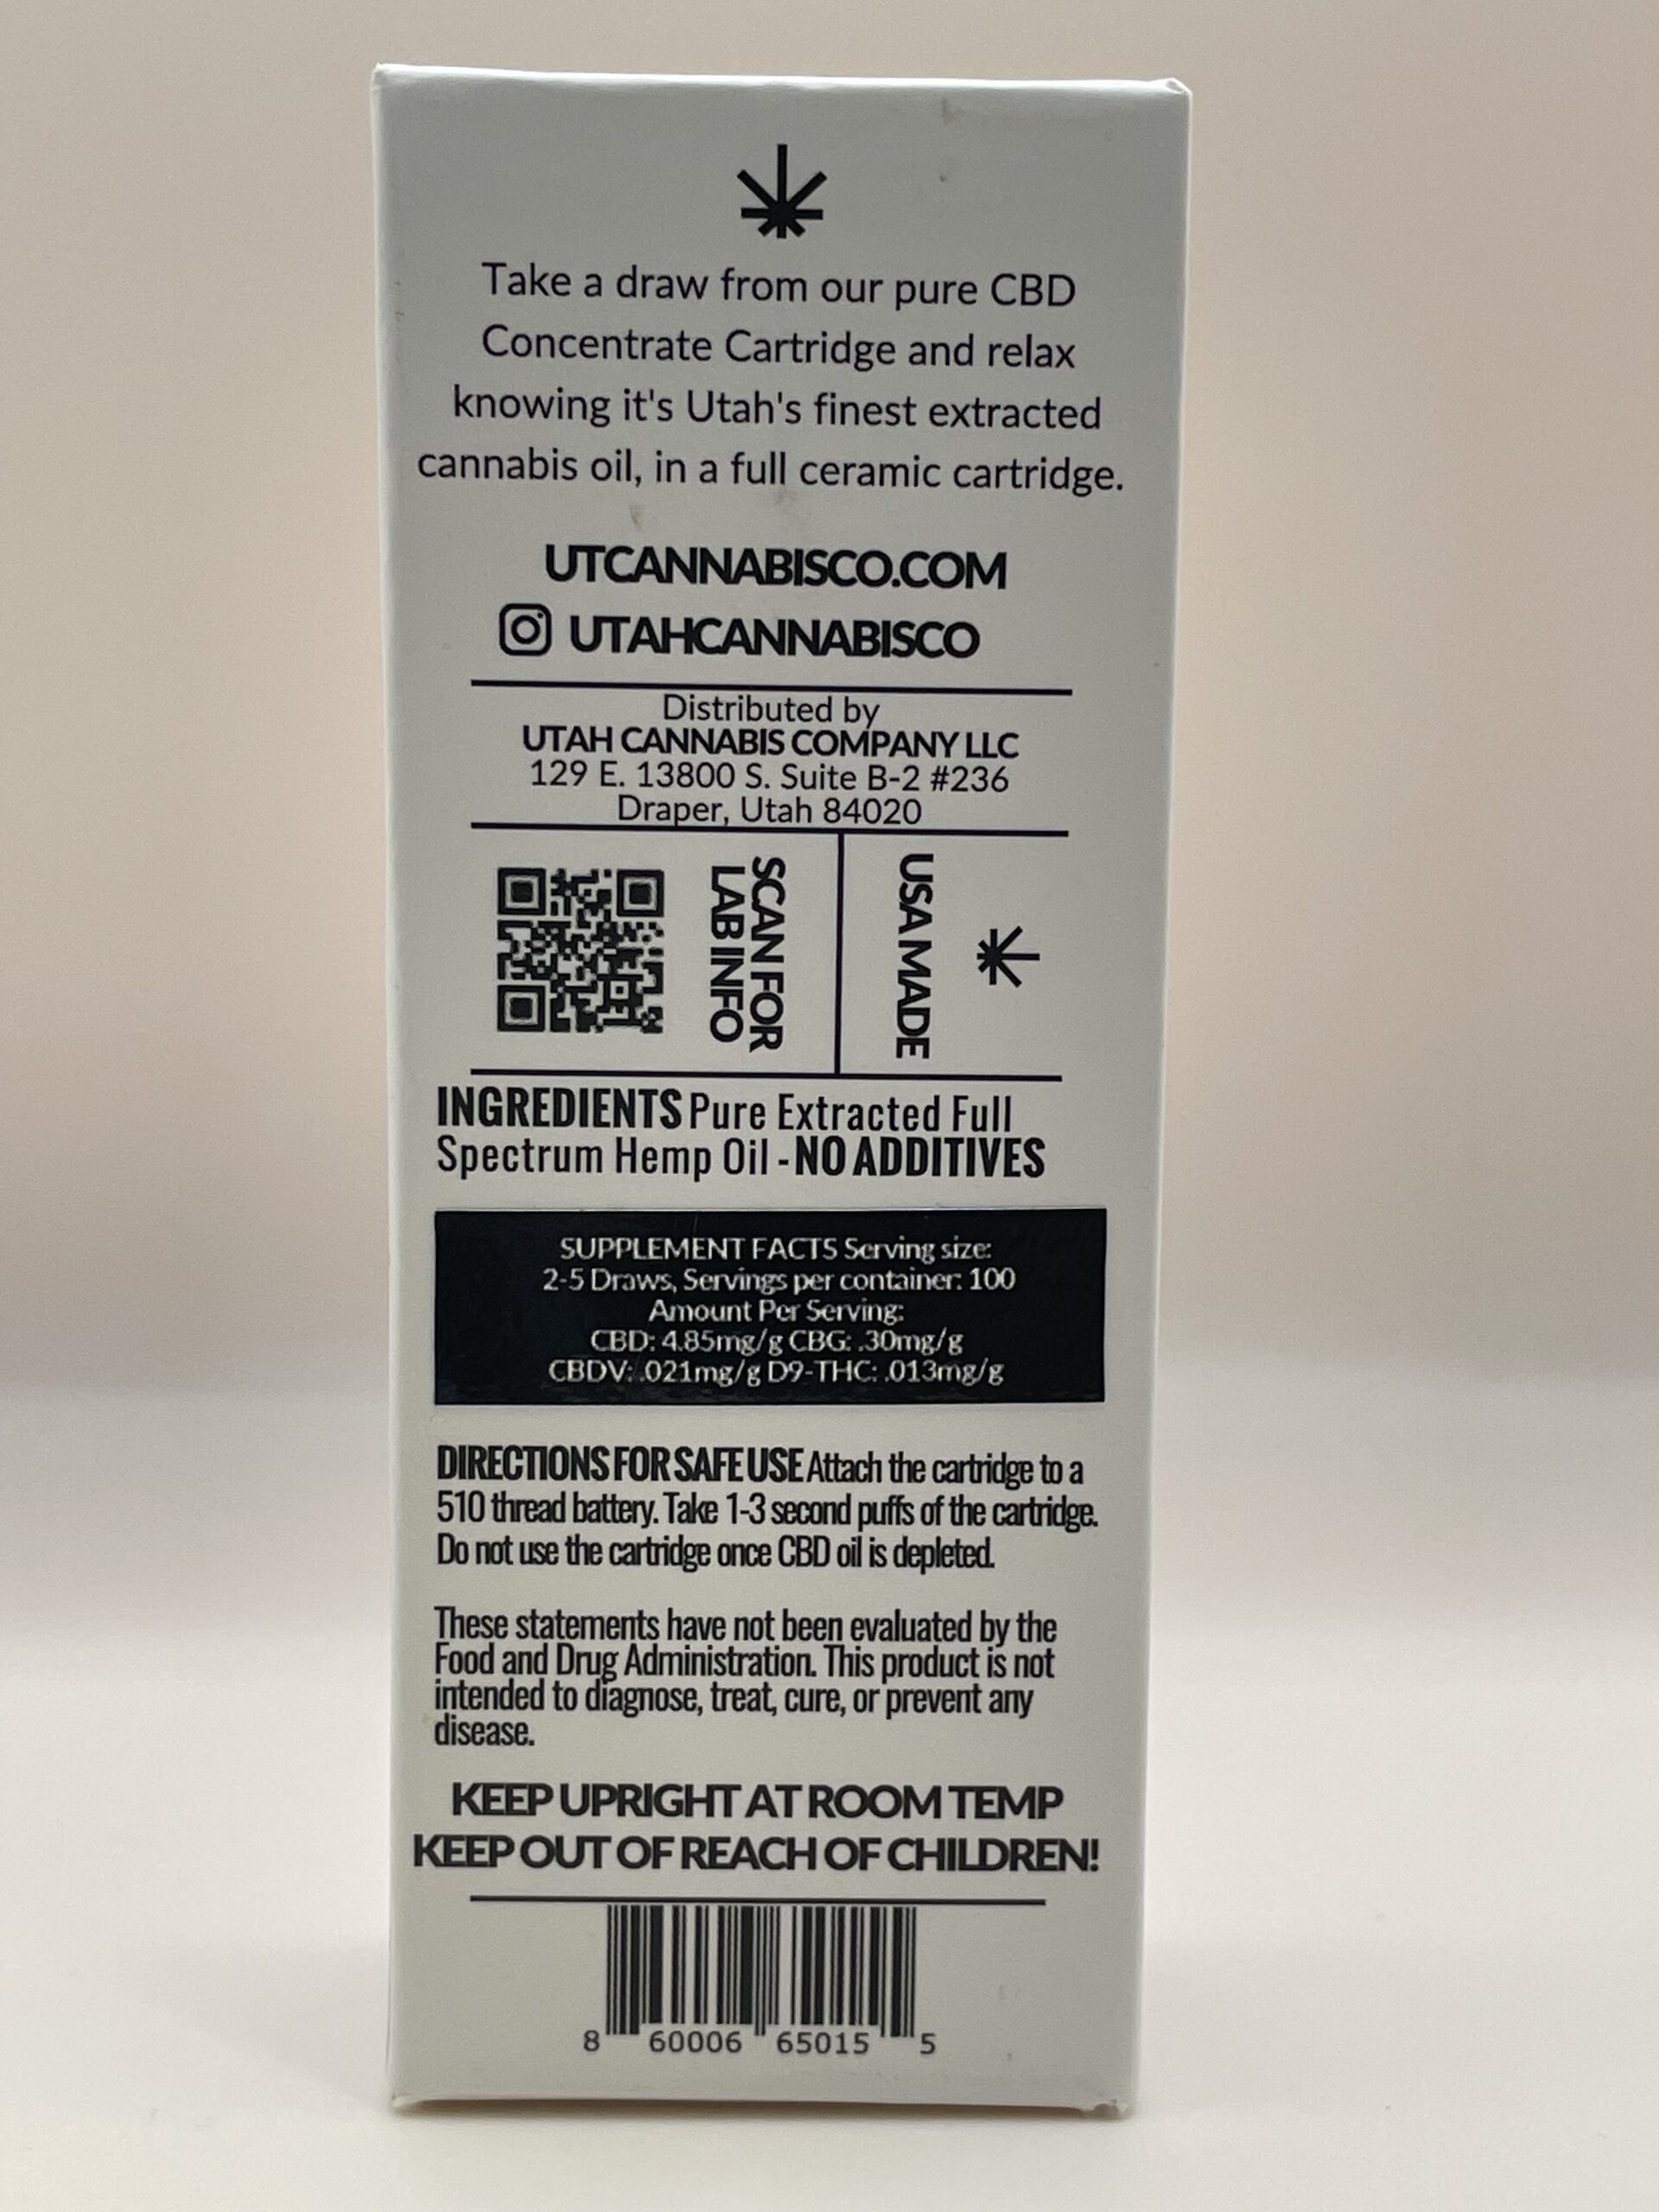 Take a draw from our pure CBD
Concentrate Cartridge and relax
knowing it's Utah's finest extracted
cannabis oil, in a full ceramic cartridge.
UTCANNABISCO.COM
UTAHCANNABISCO
Distributed by
UTAH CANNABIS COMPANY LLC
129 E. 13800 S. Suite B-2 #236
Draper, Utah 84020
SCAN FOR
LAB INFO
USA MADE
INGREDIENTS Pure Extracted Full
Spectrum Hemp Oil - NO ADDITIVES
SUPPLEMENT FACTS Serving size:
2-5 Draws, Servings per container: 100
Amount Per Serving:
CBD: 4.85mg/g CBG: .30mg/g
CBDV: .021mg/g D9-THC: .013mg/g
DIRECTIONS FOR SAFE USE Attach the cartridge to a
510 thread battery. Take 1-3 second puffs of the cartridge.
Do not use the cartridge once CBD oil is depleted.
These statements have not been evaluated by the
Food and Drug Administration. This product is not
intended to diagnose, treat, cure, or prevent any
disease.
KEEP UPRIGHT AT ROOM TEMP
KEEP OUT OF REACH OF CHILDREN!
8 60006 65015 5